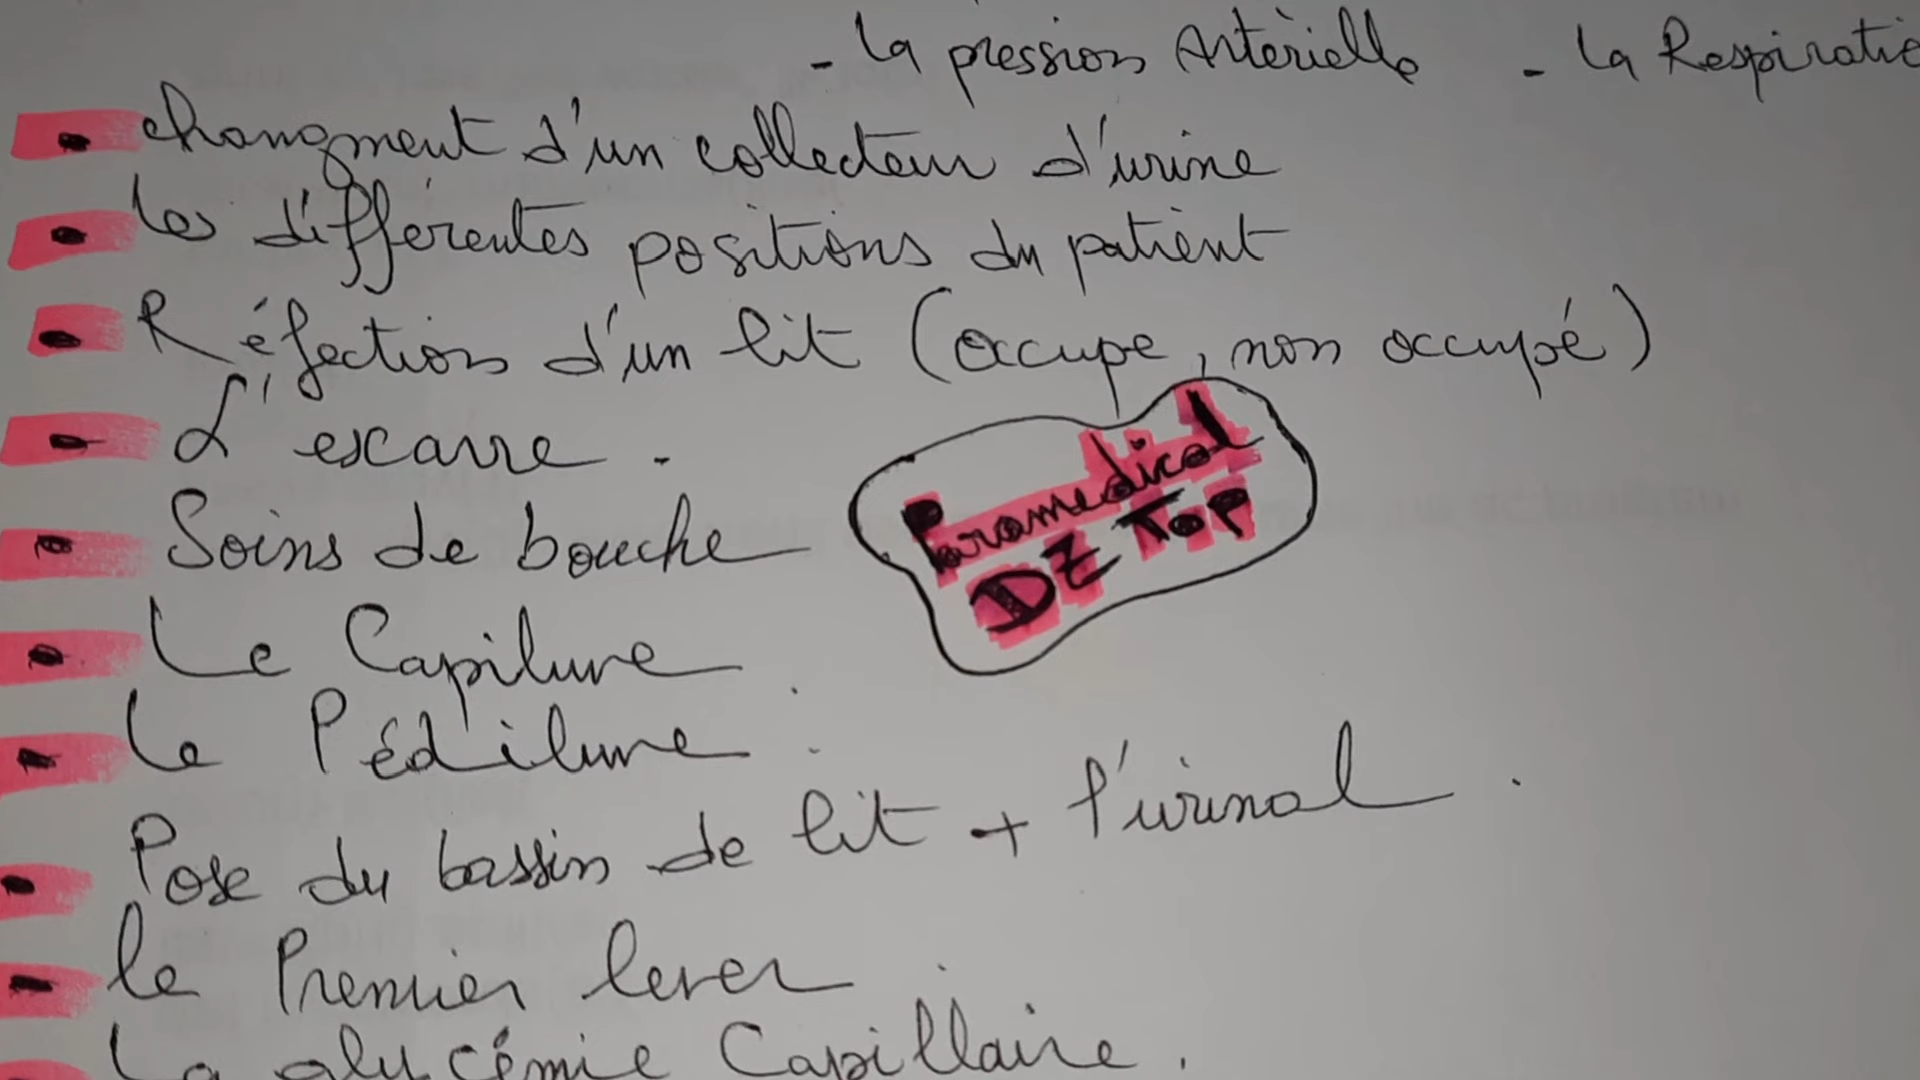 - la pression Artèrielle - la Respiratio
• changment d'un collecteur d'urine
• les différentes positions du patient
• Réfection d'un lit (occupe, non occupé)
• L'escarre.
• Soins de bouche
• Le Capilure
• Le Pédilure.
• Pose du bassin de lit + l'urinal.
• le Premier lever.
La glycémie Capillaire.
Paramedical
DZ TOP